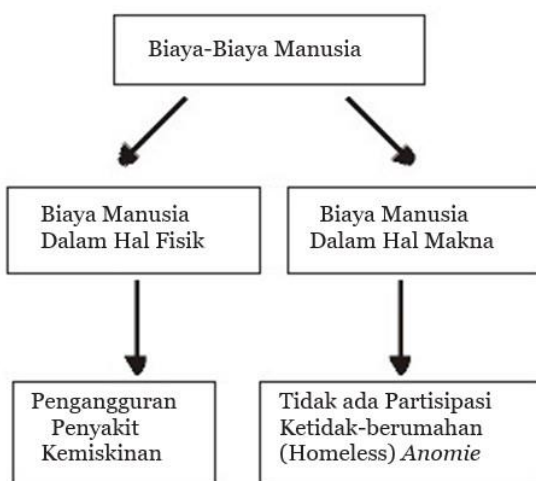 Biaya-Biaya Manusia
Biaya Manusia
Dalam Hal Fisik
Biaya Manusia
Dalam Hal Makna
Pengangguran
Penyakit
Kemiskinan
Tidak ada Partisipasi
Ketidak-berumahan
(Homeless) Anomie